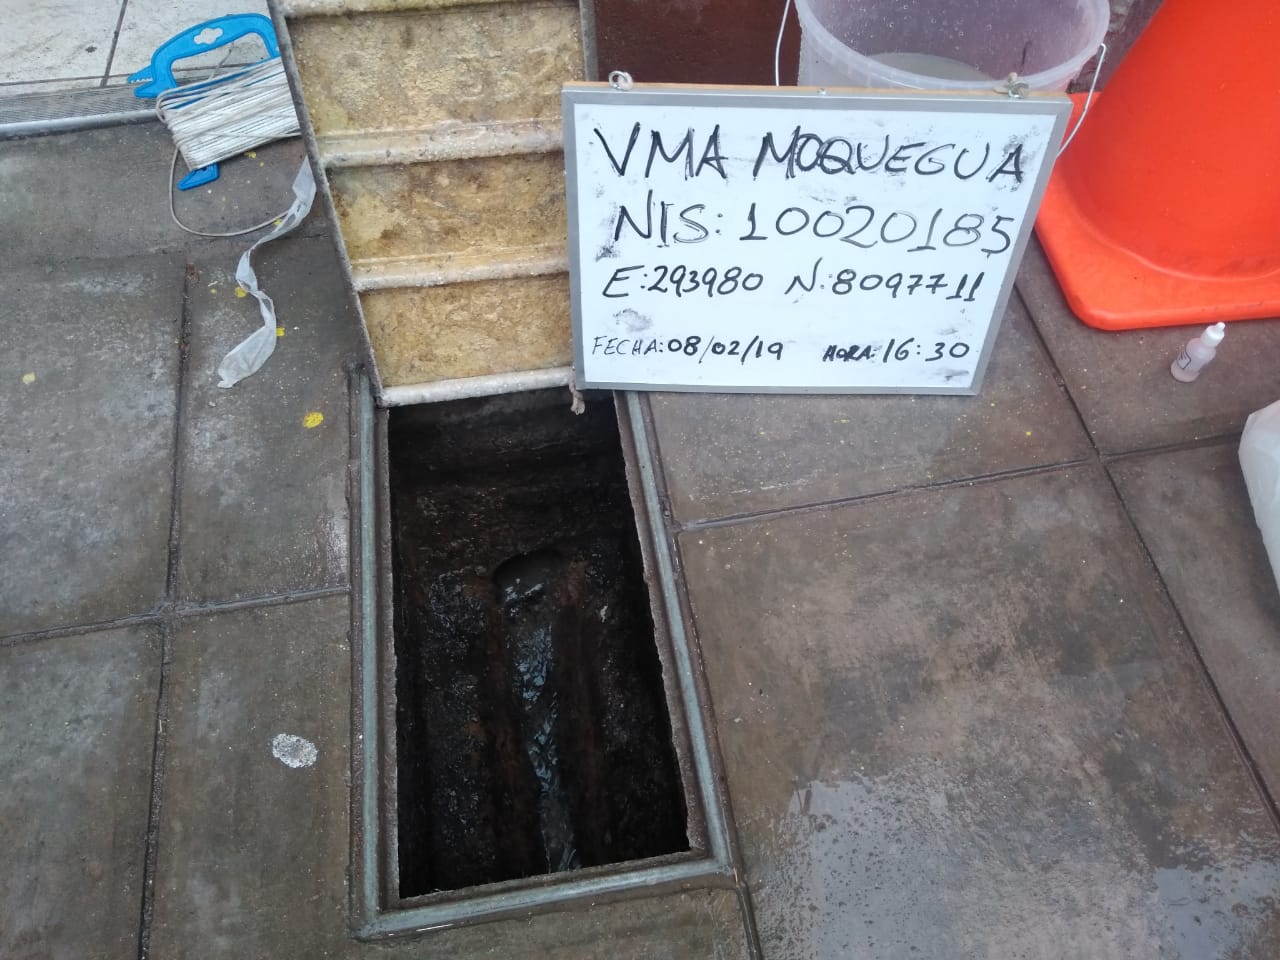 VMA MOQUEGUA
NIS: 10020185
E: 293980 N: 8097711
FECHA: 08/02/19 HORA: 16:30